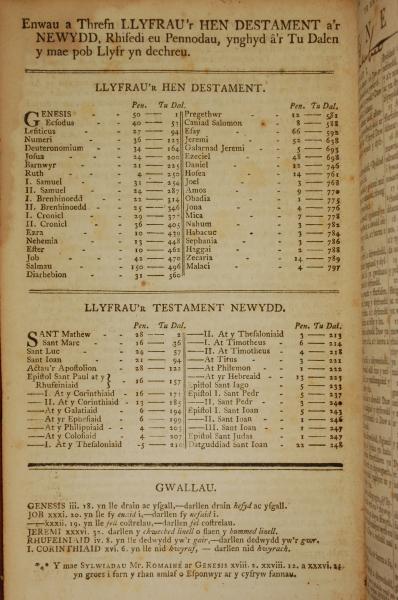 Enwau a Threfn LLYFRAU'r HEN DESTAMENT a'r
NEWYDD, Rhifedi eu Pennodau, ynghyd â'r Tu Dalen
y mae pob Llyfr yn dechreu.
LLYFRAU'R HEN DESTAMENT.
Pen. Tu Dal.
GENESIS - - 50 — 1
Ecsodus - - 40 — 52
Lefiticus - - 27 — 94
Numeri - - 36 — 123
Deuteronomium - 34 — 164
Josua - - 24 — 200
Barnwyr - - 21 — 225
Ruth - - 4 — 250
I. Samuel - - 31 — 254
II. Samuel - - 24 — 287
I. Brenhinoedd - 22 — 314
II. Brenhinoedd - 25 — 346
I. Cronicl - - 29 — 377
II. Cronicl - - 36 — 405
Ezra - - 10 — 439
Nehemia - - 13 — 448
Ester - - 10 — 462
Job - - 42 — 470
Salmau - - 150 — 496
Diarhebion - - 31 — 560
Pen. Tu Dal.
Pregethwr - - 12 — 581
Caniad Salomon - 8 — 588
Esay - - 66 — 592
Jeremi - - 52 — 638
Galarnad Jeremi - 5 — 693
Ezeciel - - 48 — 698
Daniel - - 12 — 746
Hosea - - 14 — 761
Joel - - 3 — 768
Amos - - 9 — 770
Obadia - - 1 — 775
Jona - - 4 — 776
Mica - - 7 — 778
Nahum - - 3 — 782
Habacuc - - 3 — 784
Sephania - - 3 — 786
Haggai - - 2 — 788
Zecaria - - 14 — 789
Malaci - - 4 — 797
LLYFRAU'R TESTAMENT NEWYDD.
Pen. Tu Dal.
SANT Mathew - 28 — 2
Sant Marc - - 16 — 36
Sant Luc - - 24 — 57
Sant Ioan - - 21 — 94
Actau'r Apostolion 28 — 122
Epistol Sant Paul at y }
Rhufeiniaid } 16 — 157
—I. At y Corinthiaid - 16 — 171
—II. At y Corinthiaid - 13 — 185
—At y Galatiaid - 6 — 194
—At yr Ephesiaid - 6 — 199
—At y Philippiaid - 4 — 203
—At y Colosiaid - 4 — 207
—I. At y Thesaloniaid - 5 — 210
Pen. Tu Dal.
—II. At y Thesaloniaid 3 — 213
—I. At Timotheus - 6 — 214
—II. At Timotheus - 4 — 218
—At Titus - 3 — 221
—At Philemon - 1 — 222
—At yr Hebreaid - 13 — 223
Epistol Sant Iago - 5 — 233
Epistol I. Sant Pedr - 5 — 237
—II. Sant Pedr - 3 — 240
Epistol I. Sant Ioan - 5 — 243
—II. Sant Ioan - 1 — 246
—III. Sant Ioan - 1 — 247
Epistol Sant Judas - 1 — 247
Datguddiad Sant Ioan 22 — 248
GWALLAU.
GENESIS iii. 18. yn lle drain ac ysgall,—darllen drain hefyd ac ysgall.
JOB xxxi. 20. yn lle fy enaid i,—darllen fy nefaid i.
—xxxii. 19. yn lle fel costrelau,—darllen fel costrelau.
JEREMI xxxvi. 32. darllen y chweched linell o flaen y bummed linell.
RHUFEINIAID iv. 8. yn lle dedwydd yw'r gair,—darllen dedwydd yw'r gwr.
I. CORINTHIAID xvi. 6. yn lle nid hwyraf, — darllen nid hwyrach.
*⁎* Y mae SYLWIADAU Mr. ROMAINE ar GENESIS xviii. 1. xxviii. 12. a xxxvi. 24.
yn groes i farn y rhan amlaf o Esponwyr ar y cyfryw fannau.